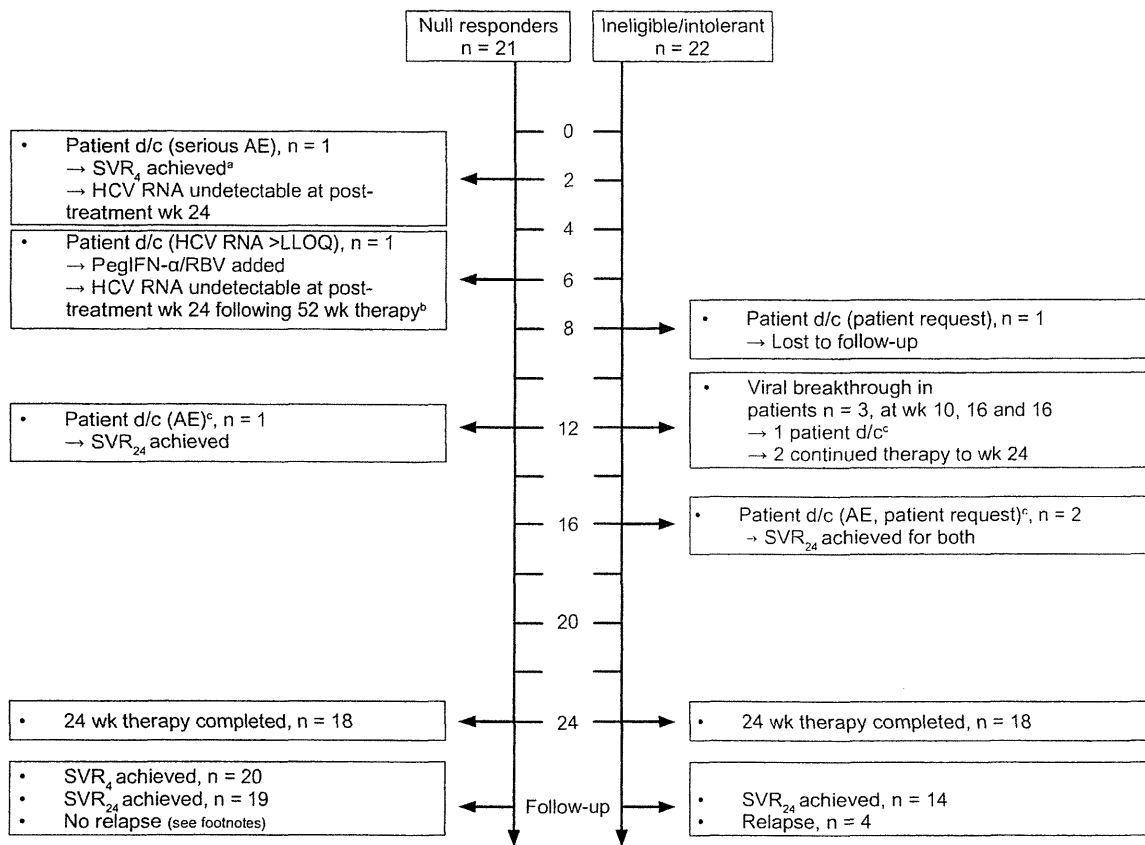 Null responders
n = 21
Ineligible/intolerant
n = 22
0
• Patient d/c (serious AE), n = 1
→ SVR₄ achievedᵃ
→ HCV RNA undetectable at post-
treatment wk 24
2
4
• Patient d/c (HCV RNA >LLOQ), n = 1
→ PegIFN-α/RBV added
→ HCV RNA undetectable at post-
treatment wk 24 following 52 wk therapyᵇ
6
8
• Patient d/c (patient request), n = 1
→ Lost to follow-up
• Patient d/c (AE)ᶜ, n = 1
→ SVR₂₄ achieved
12
• Viral breakthrough in
patients n = 3, at wk 10, 16 and 16
→ 1 patient d/cᶜ
→ 2 continued therapy to wk 24
16
• Patient d/c (AE, patient request)ᶜ, n = 2
→ SVR₂₄ achieved for both
20
• 24 wk therapy completed, n = 18
24
• 24 wk therapy completed, n = 18
• SVR₄ achieved, n = 20
• SVR₂₄ achieved, n = 19
• No relapse (see footnotes)
Follow-up
• SVR₂₄ achieved, n = 14
• Relapse, n = 4